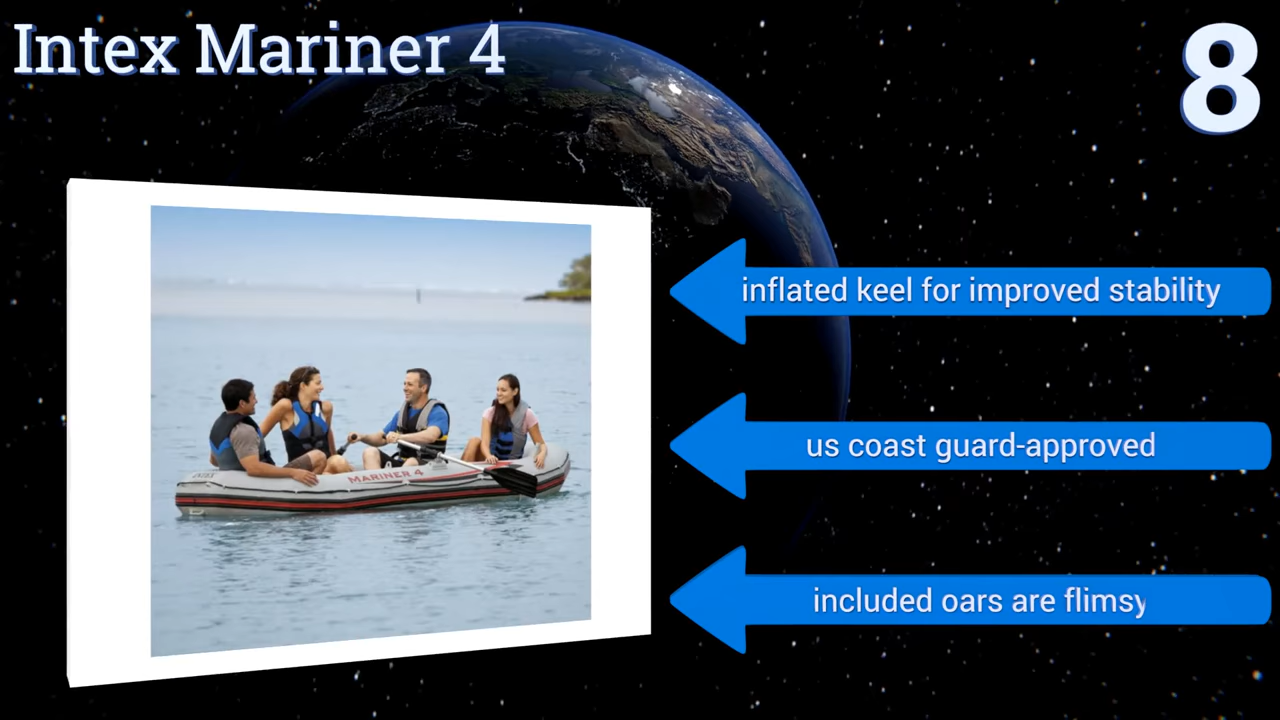 Intex Mariner 4
8
inflated keel for improved stability
us coast guard-approved
included oars are flimsy
MARINER 4